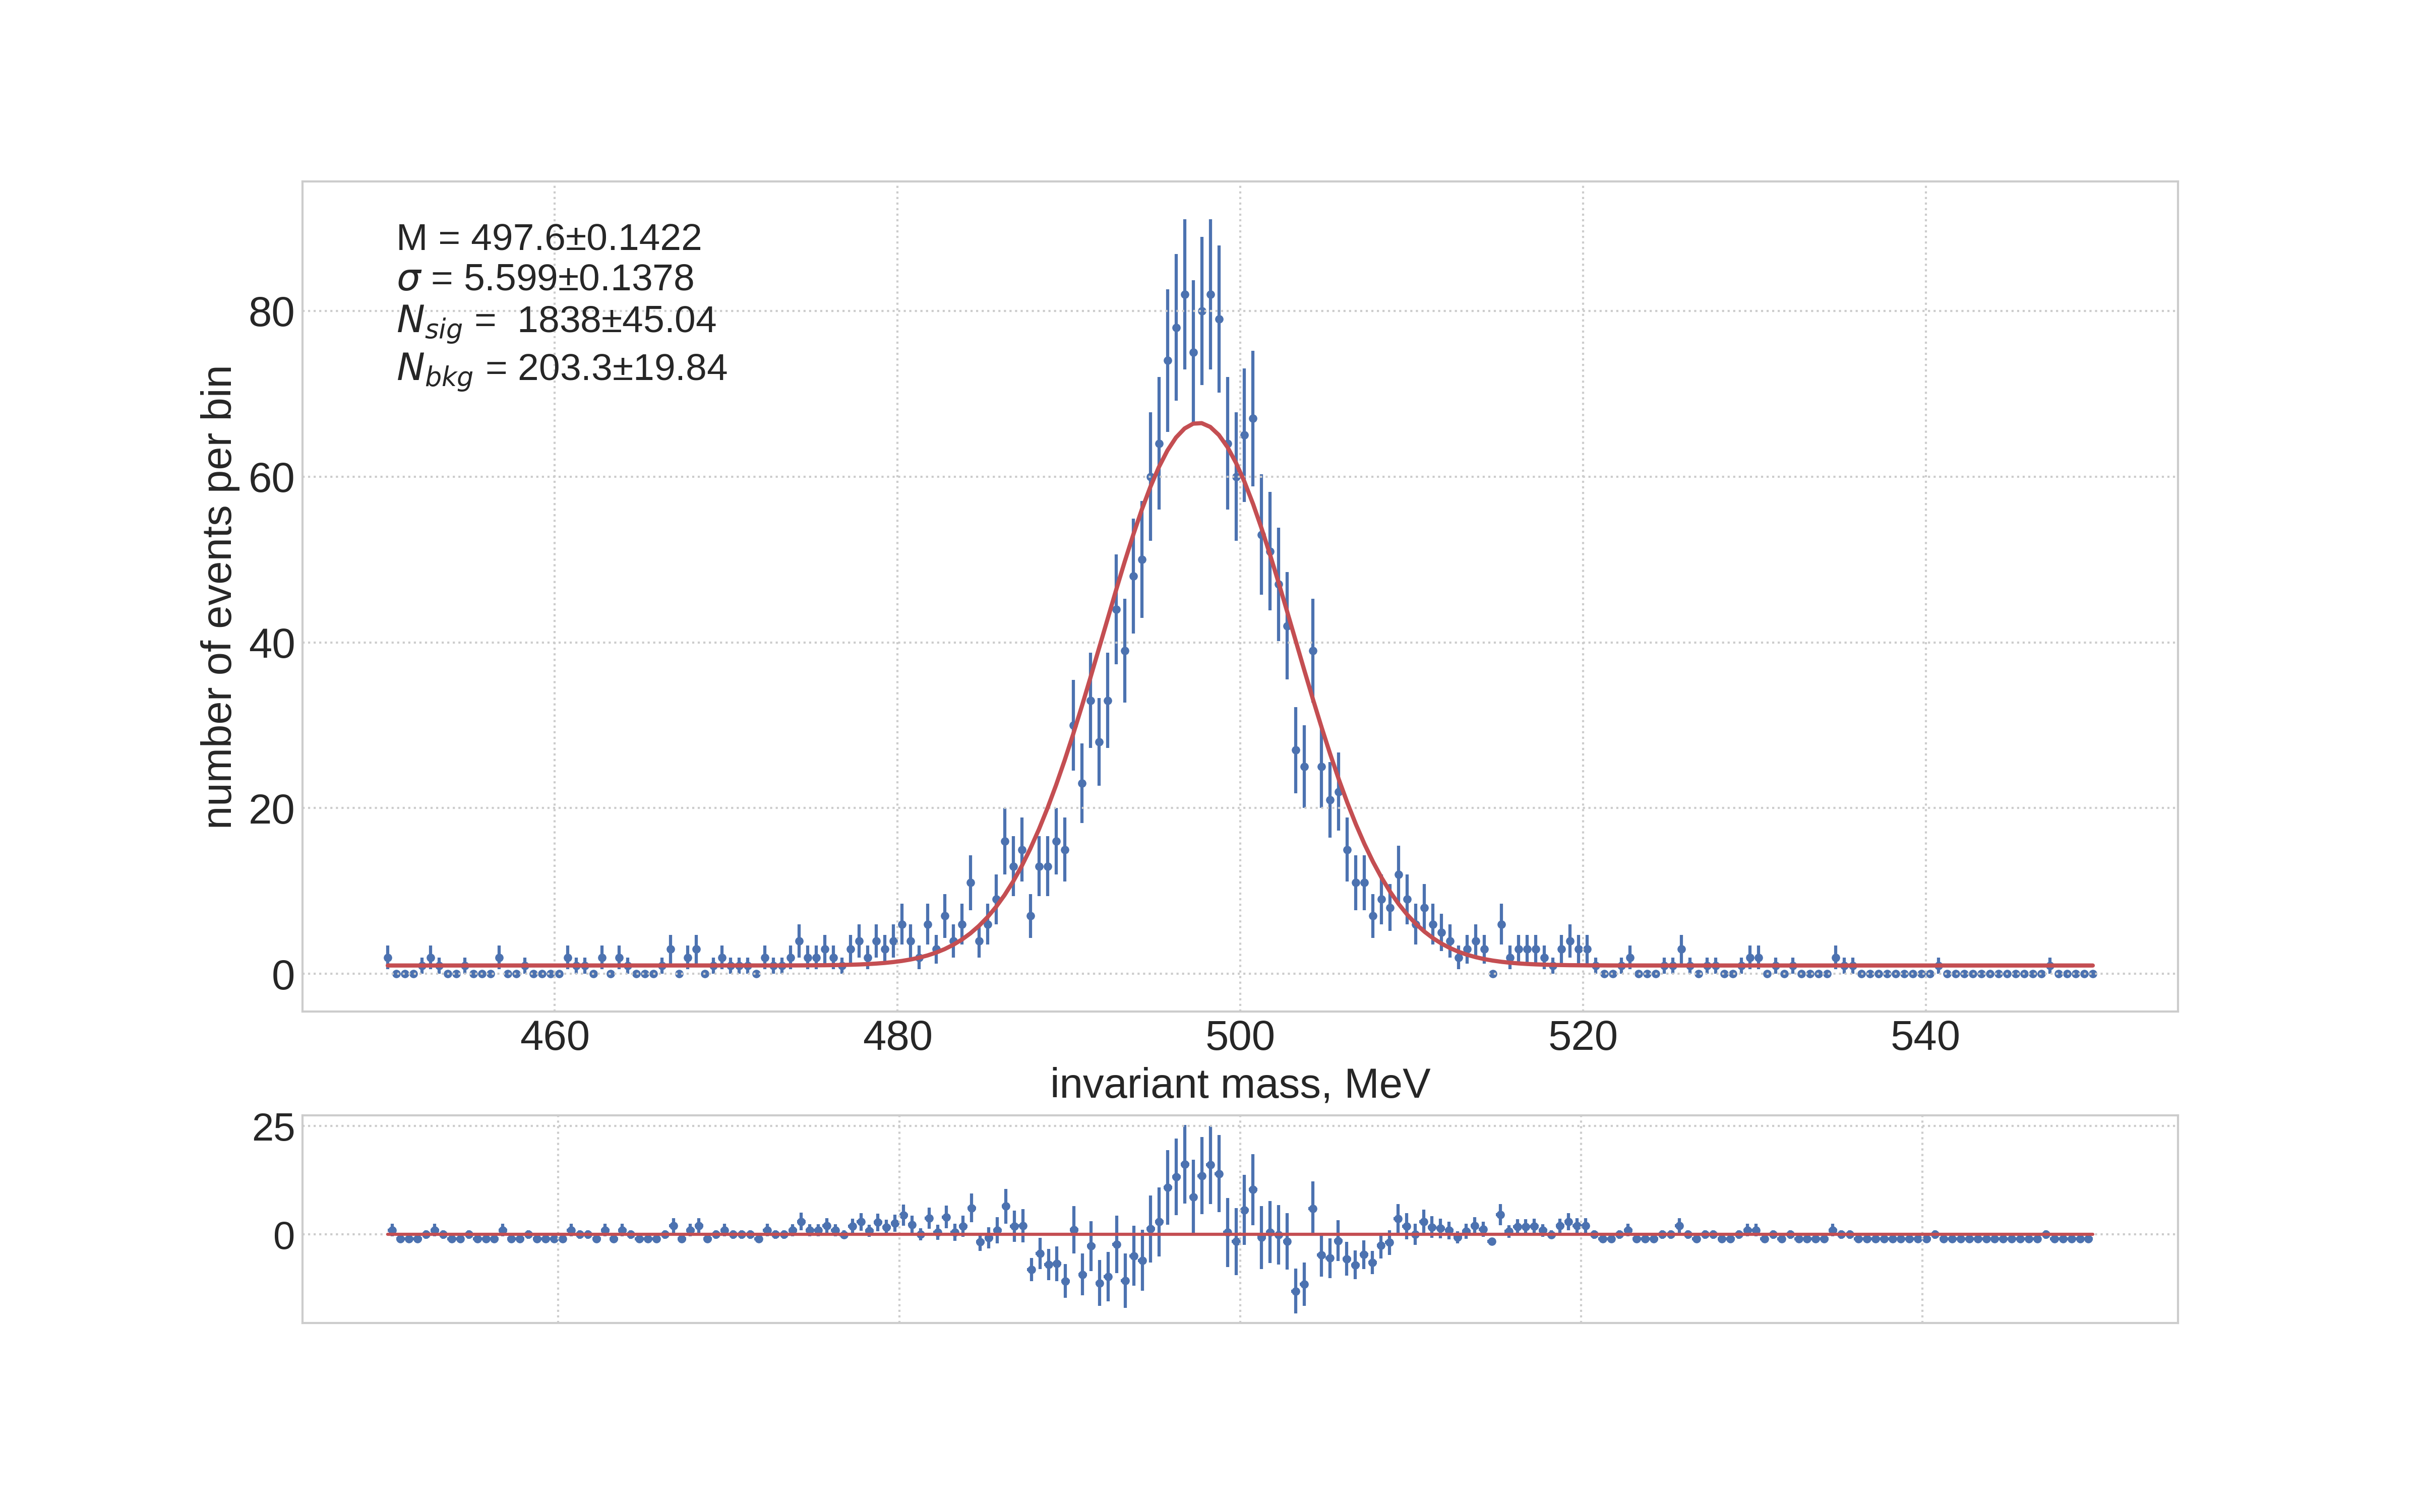 M = 497.6±0.1422
σ = 5.599±0.1378
N_sig = 1838±45.04
N_bkg = 203.3±19.84
number of events per bin
80
60
40
20
0
460 480 500 520 540
invariant mass, MeV
25
0